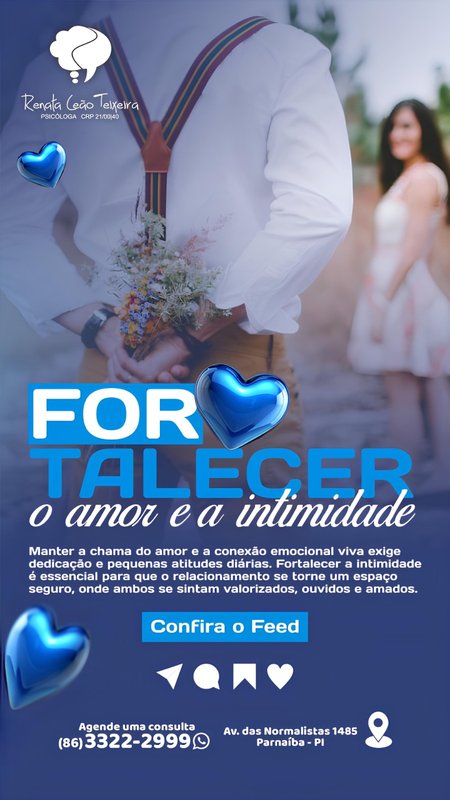 Renata Leão Teixeira
PSICÓLOGA CRP 21/00140
FOR
TALECER
o amor e a intimidade
Manter a chama do amor e a conexão emocional viva exige
dedicação e pequenas atitudes diárias. Fortalecer a intimidade
é essencial para que o relacionamento se torne um espaço
seguro, onde ambos se sintam valorizados, ouvidos e amados.
Confira o Feed
Agende uma consulta
(86) 3322-2999
Av. das Normalistas 1485
Parnaíba - PI